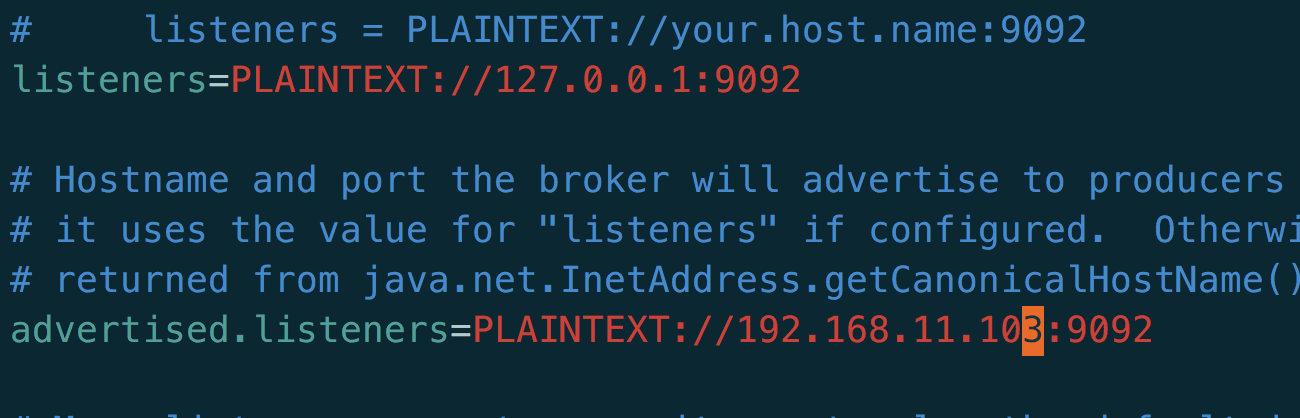 #     listeners = PLAINTEXT://your.host.name:9092
listeners=PLAINTEXT://127.0.0.1:9092
# Hostname and port the broker will advertise to producers
# it uses the value for "listeners" if configured.  Otherwi
# returned from java.net.InetAddress.getCanonicalHostName()
advertised.listeners=PLAINTEXT://192.168.11.103:9092